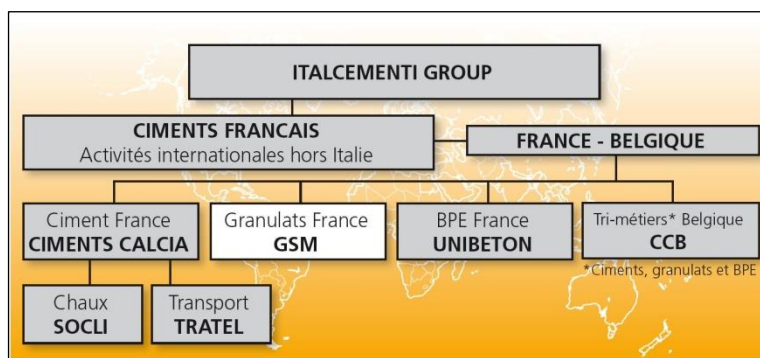 ITALCEMENTI GROUP
CIMENTS FRANCAIS
Activités internationales hors Italie
FRANCE - BELGIQUE
Ciment France
CIMENTS CALCIA
Granulats France
GSM
BPE France
UNIBETON
Tri-métiers* Belgique
CCB
*Ciments, granulats et BPE
Chaux
SOCLI
Transport
TRATEL